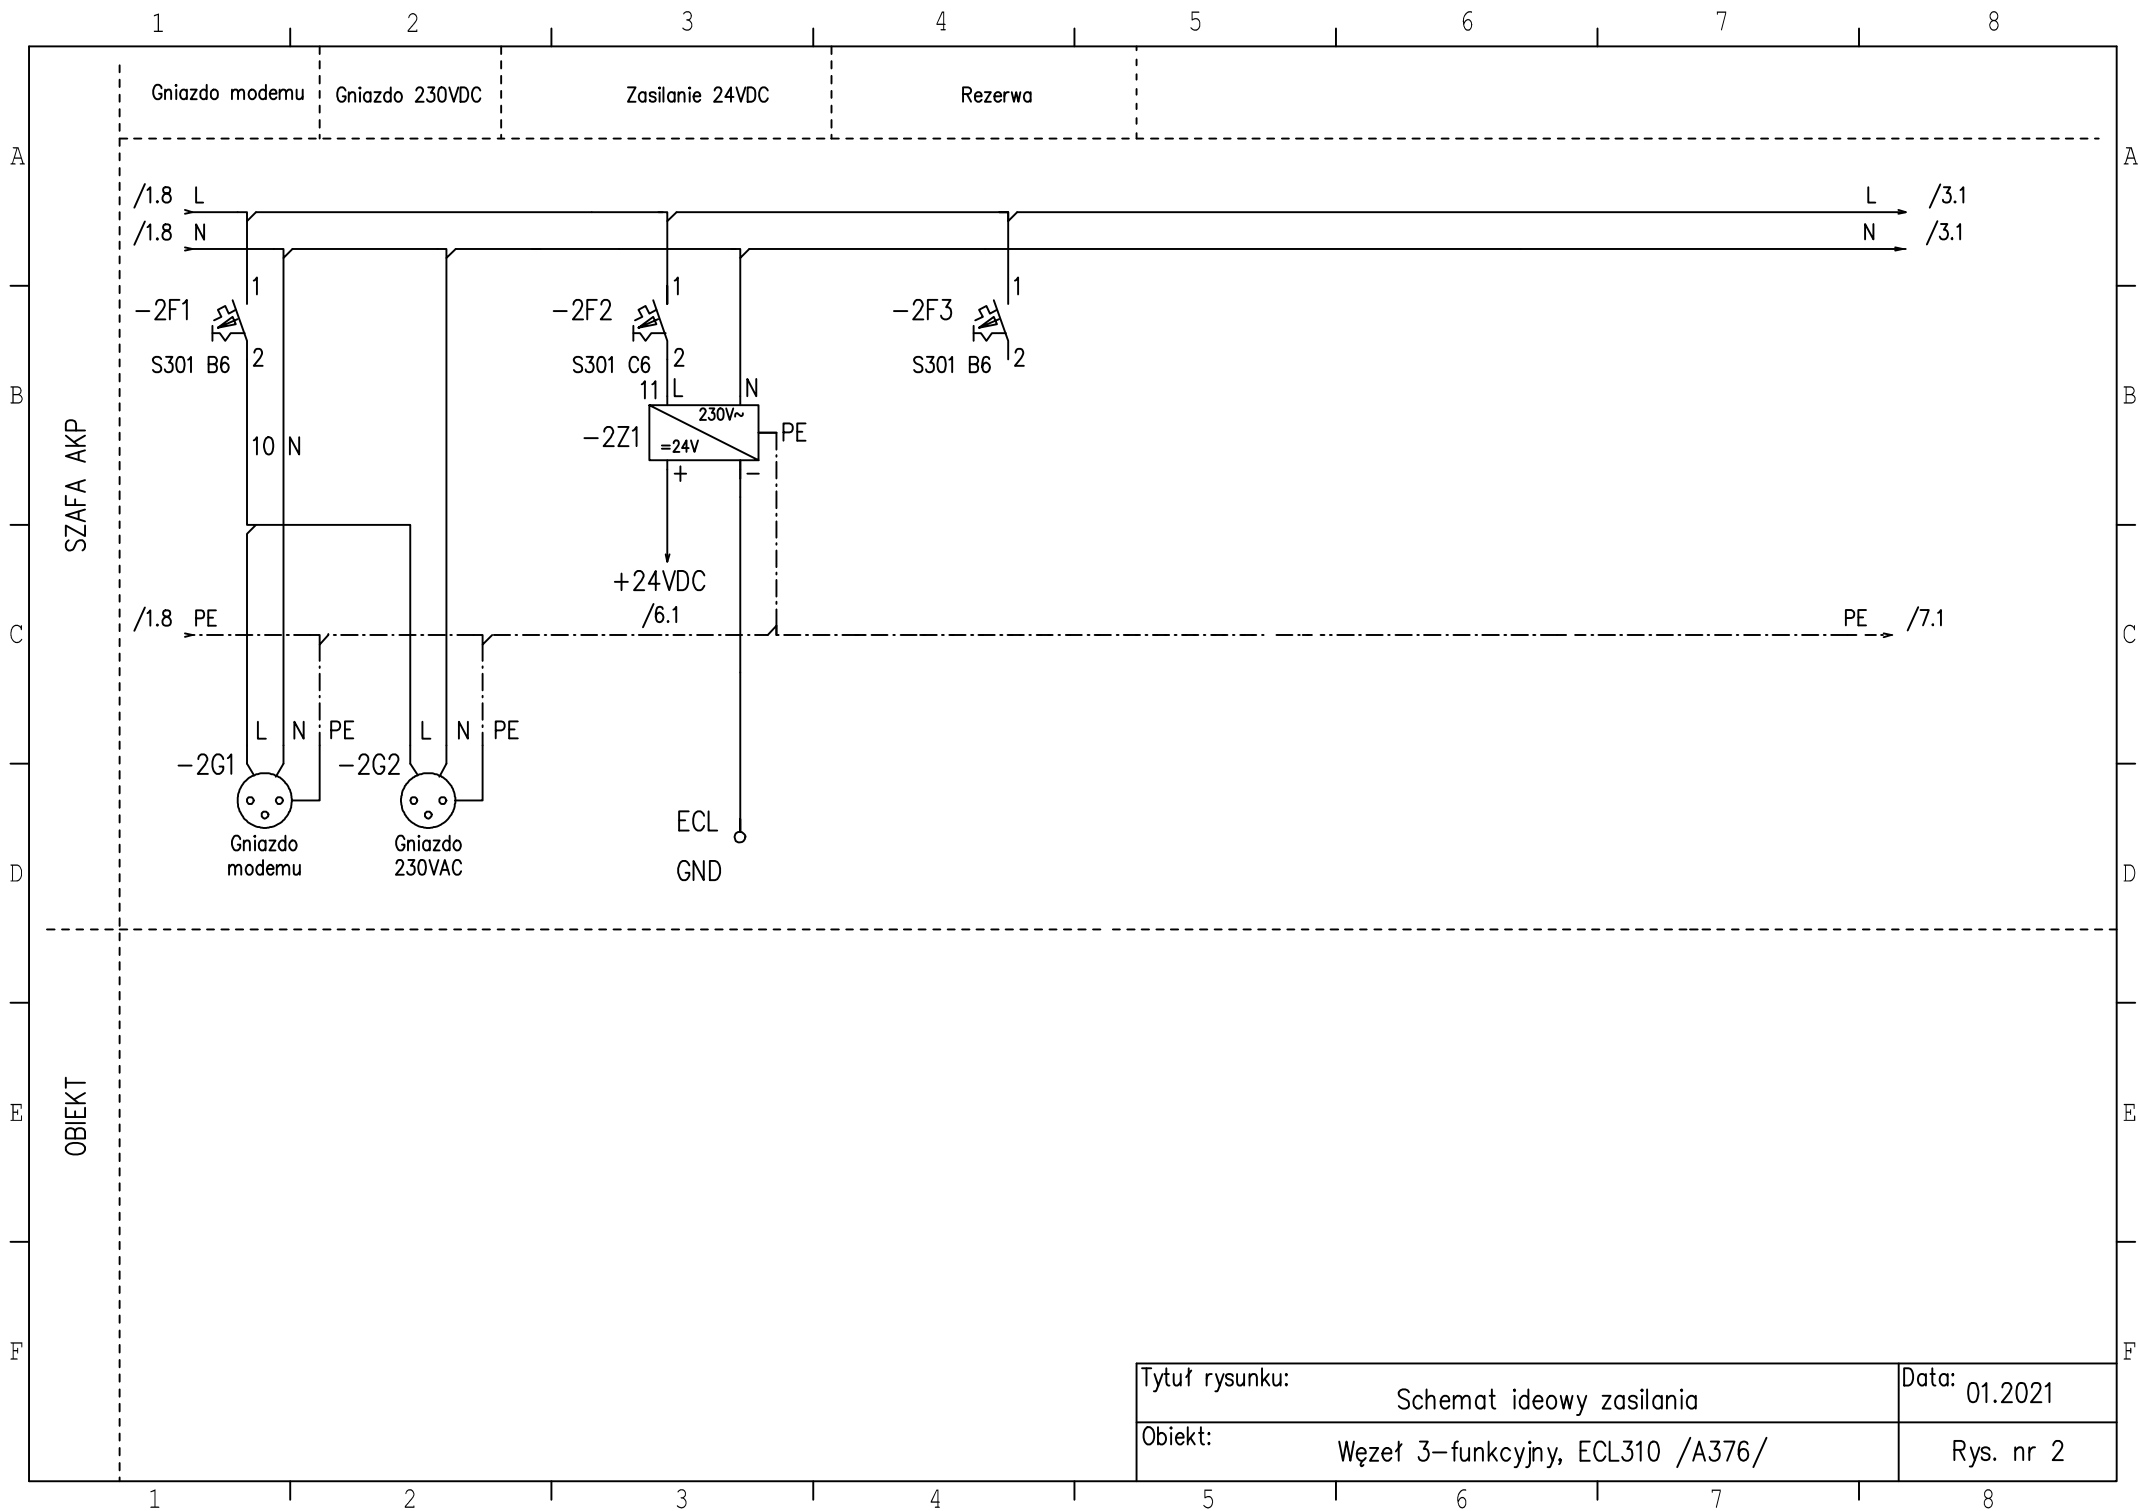 1 2 3 4 5 6 7 8
Gniazdo modemu Gniazdo 230VDC Zasilanie 24VDC Rezerwa
A A
/1.8 L L /3.1
/1.8 N N /3.1
1 1 1
-2F1 -2F2 -2F3
S301 B6 2 S301 C6 2 S301 B6 2
11 L N
B B
230V~
-2Z1 =24V PE
10 N
+ -
SZAFA AKP
+24VDC
/1.8 PE /6.1 PE /7.1
C C
L N PE L N PE
-2G1 -2G2
ECL
Gniazdo Gniazdo
modemu 230VAC
GND
D D
OBIEKT
E E
F F
Tytuł rysunku: Data:
Schemat ideowy zasilania 01.2021
Obiekt:
Węzeł 3-funkcyjny, ECL310 /A376/ Rys. nr 2
1 2 3 4 5 6 7 8